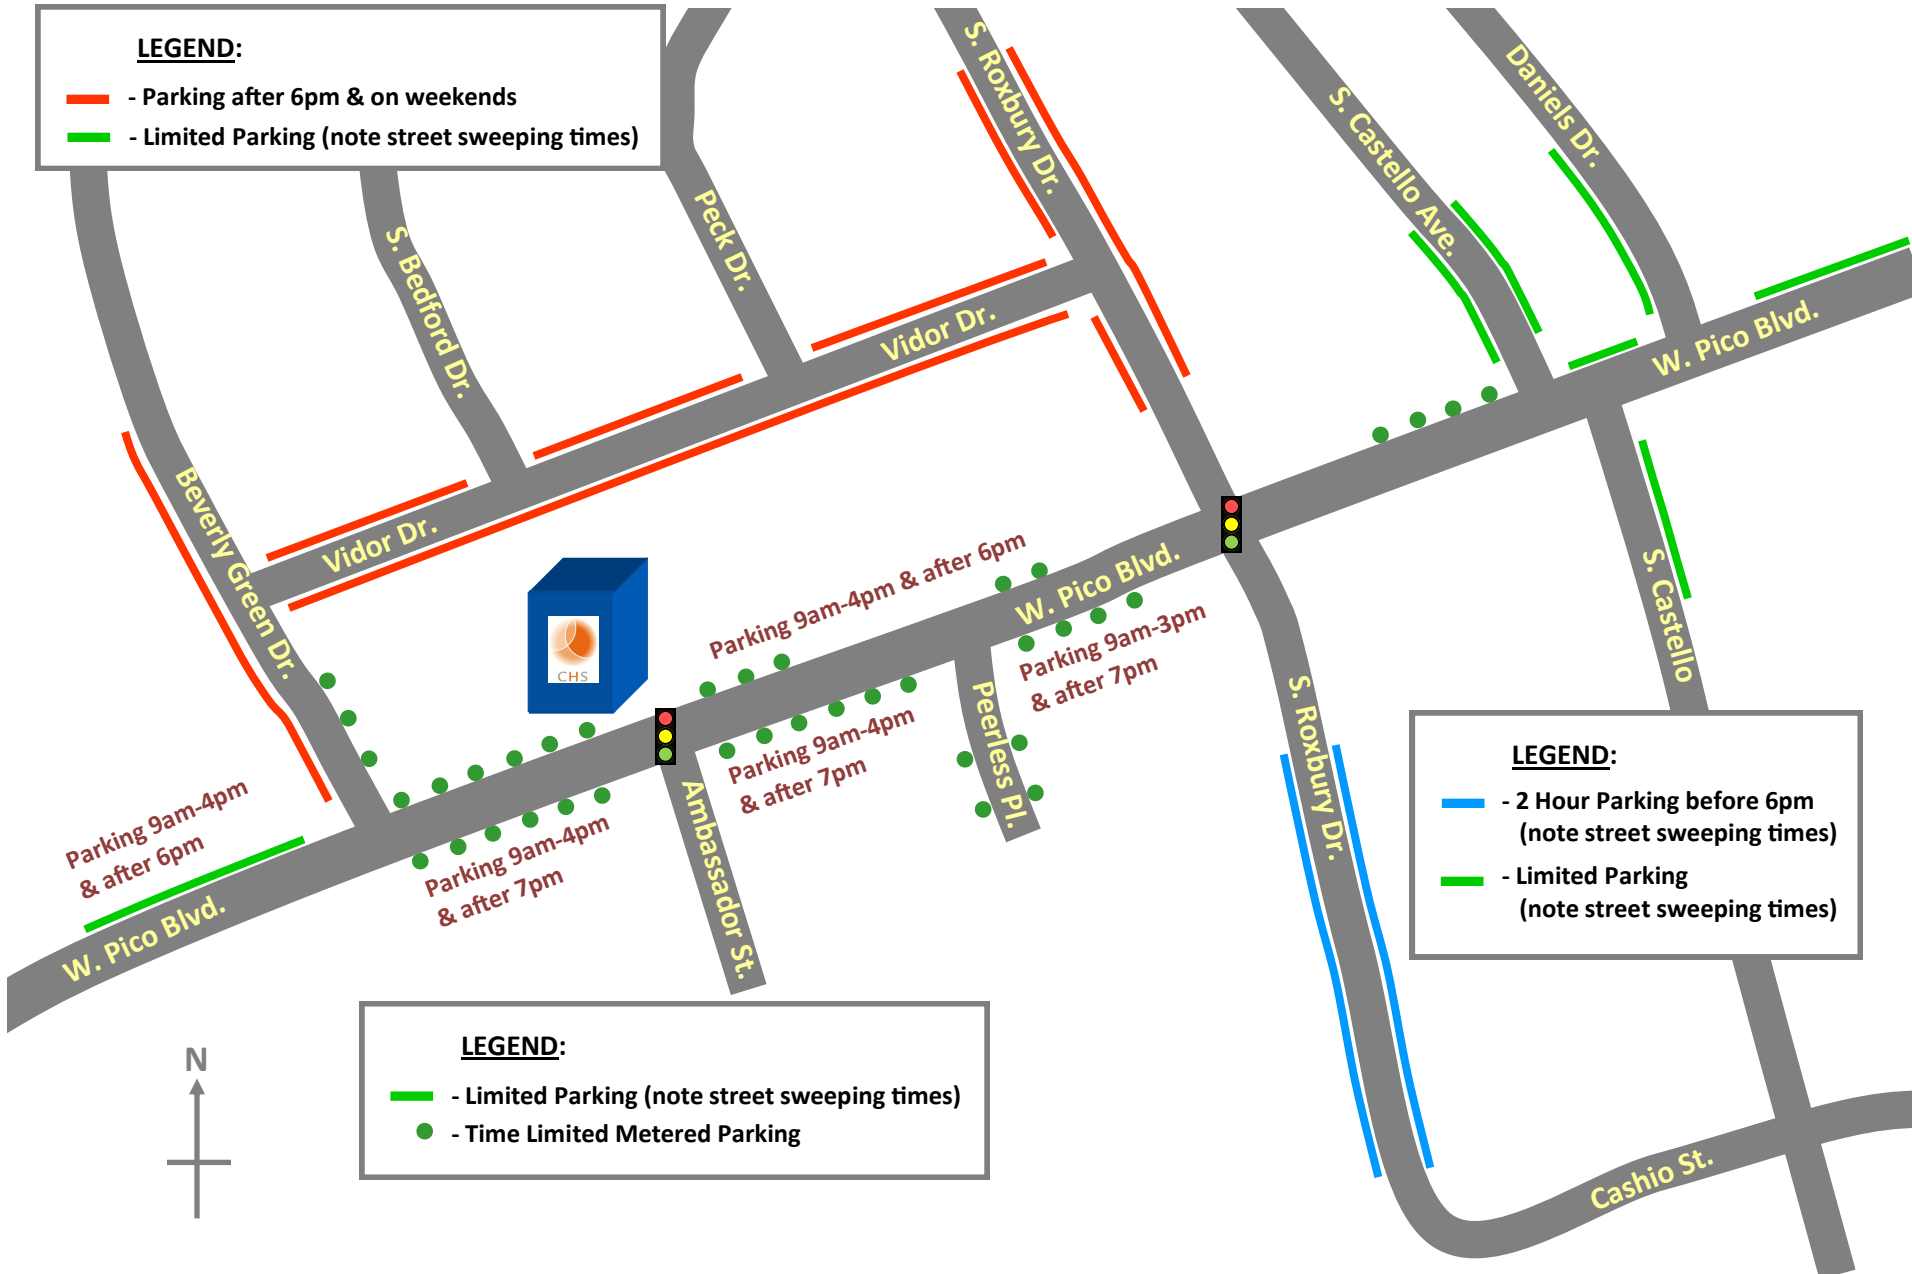 LEGEND:
- Parking after 6pm & on weekends
- Limited Parking (note street sweeping times)
S. Roxbury Dr.
S. Castello Ave.
Daniels Dr.
Peck Dr.
S. Bedford Dr.
Vidor Dr.
W. Pico Blvd.
Beverly Green Dr.
Vidor Dr.
CHS
Parking 9am-4pm & after 6pm
W. Pico Blvd.
Parking 9am-3pm
& after 7pm
S. Castello
Peerless Pl.
S. Roxbury Dr.
Parking 9am-4pm
& after 7pm
Ambassador St.
Parking 9am-4pm
& after 6pm
Parking 9am-4pm
& after 7pm
W. Pico Blvd.
LEGEND:
- 2 Hour Parking before 6pm
(note street sweeping times)
- Limited Parking
(note street sweeping times)
LEGEND:
- Limited Parking (note street sweeping times)
- Time Limited Metered Parking
N
Cashio St.